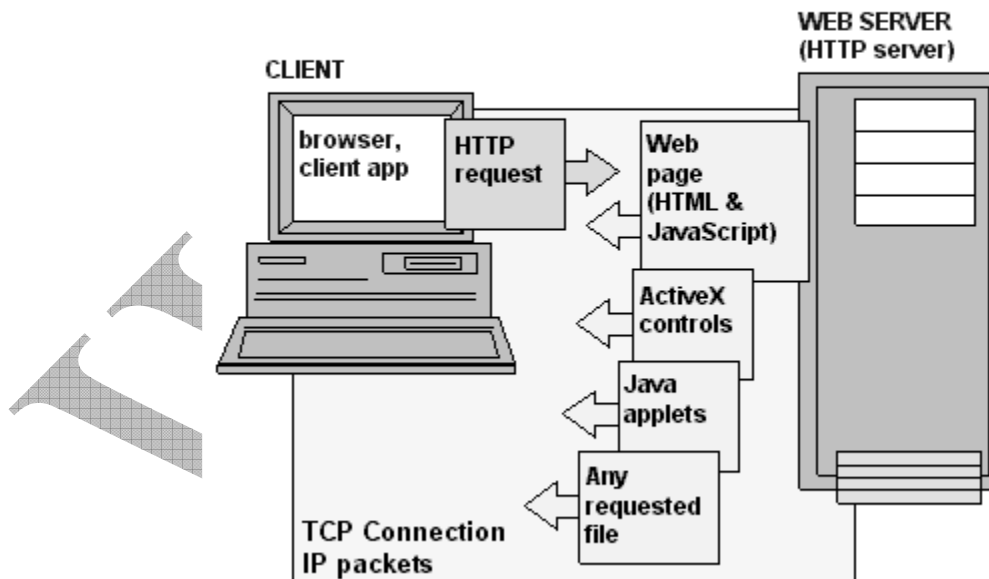 WEB SERVER
(HTTP server)
CLIENT
browser,
client app
HTTP
request
Web
page
(HTML &
JavaScript)
ActiveX
controls
Java
applets
Any
requested
file
TCP Connection
IP packets